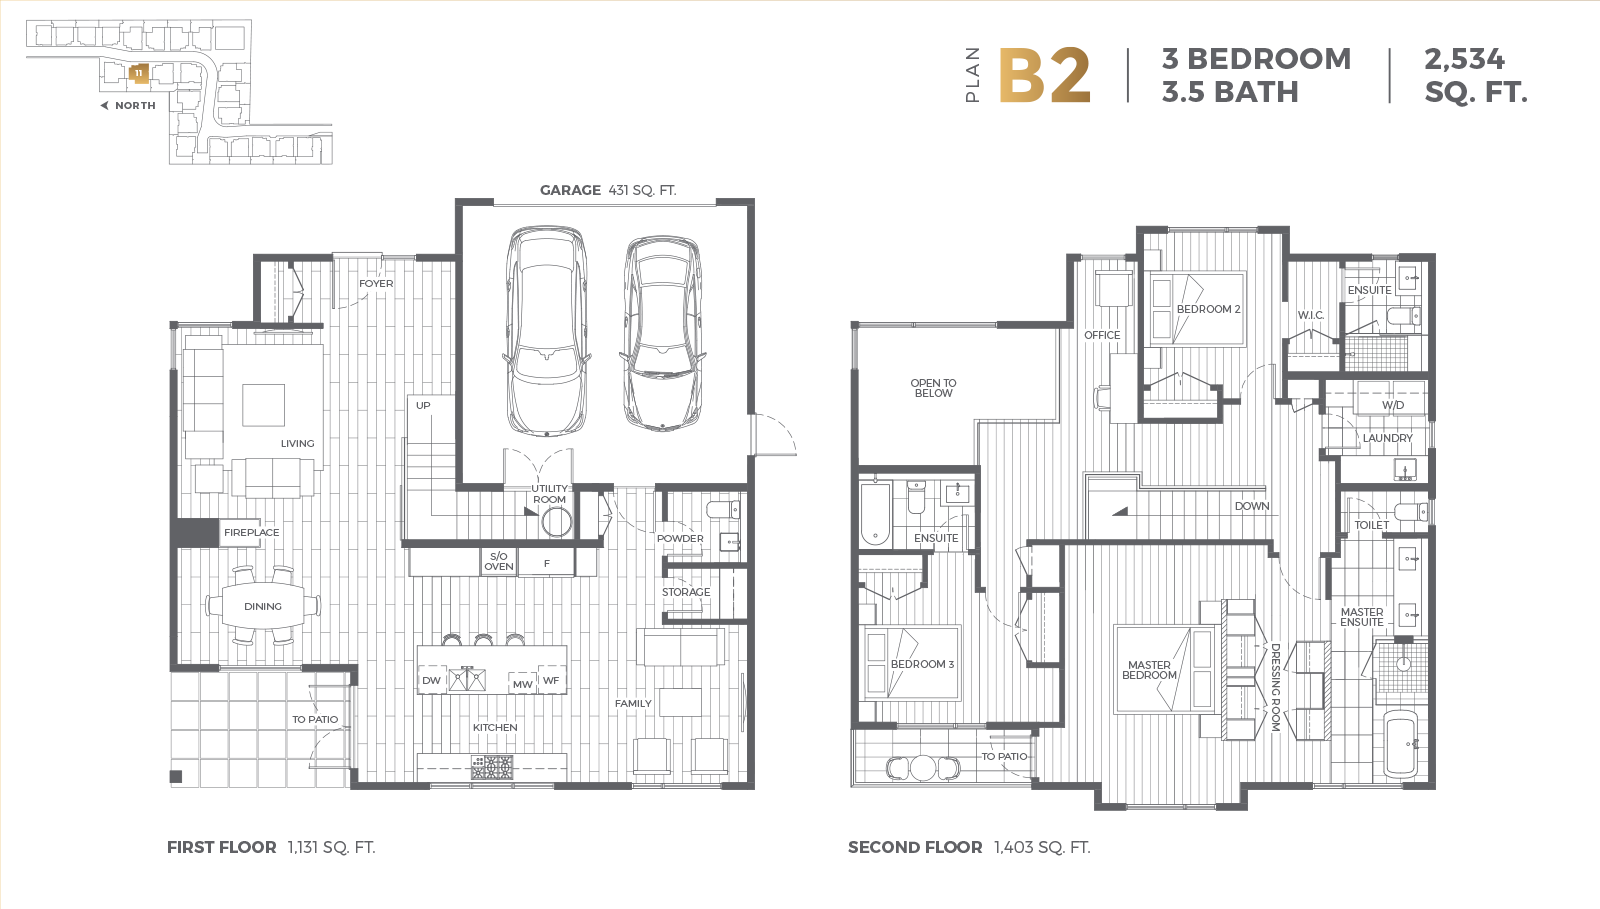 11
NORTH
PLAN
B2
3 BEDROOM
3.5 BATH
2,534
SQ. FT.
GARAGE 431 SQ. FT.
FOYER
UP
LIVING
UTILITY
ROOM
FIREPLACE
POWDER
S/O
OVEN
F
STORAGE
DINING
DW
MW
WF
TO PATIO
FAMILY
KITCHEN
FIRST FLOOR 1,131 SQ. FT.
ENSUITE
BEDROOM 2
W.I.C.
OFFICE
OPEN TO
BELOW
W/D
LAUNDRY
DOWN
TOILET
ENSUITE
MASTER
ENSUITE
BEDROOM 3
MASTER
BEDROOM
DRESSING ROOM
TO PATIO
SECOND FLOOR 1,403 SQ. FT.